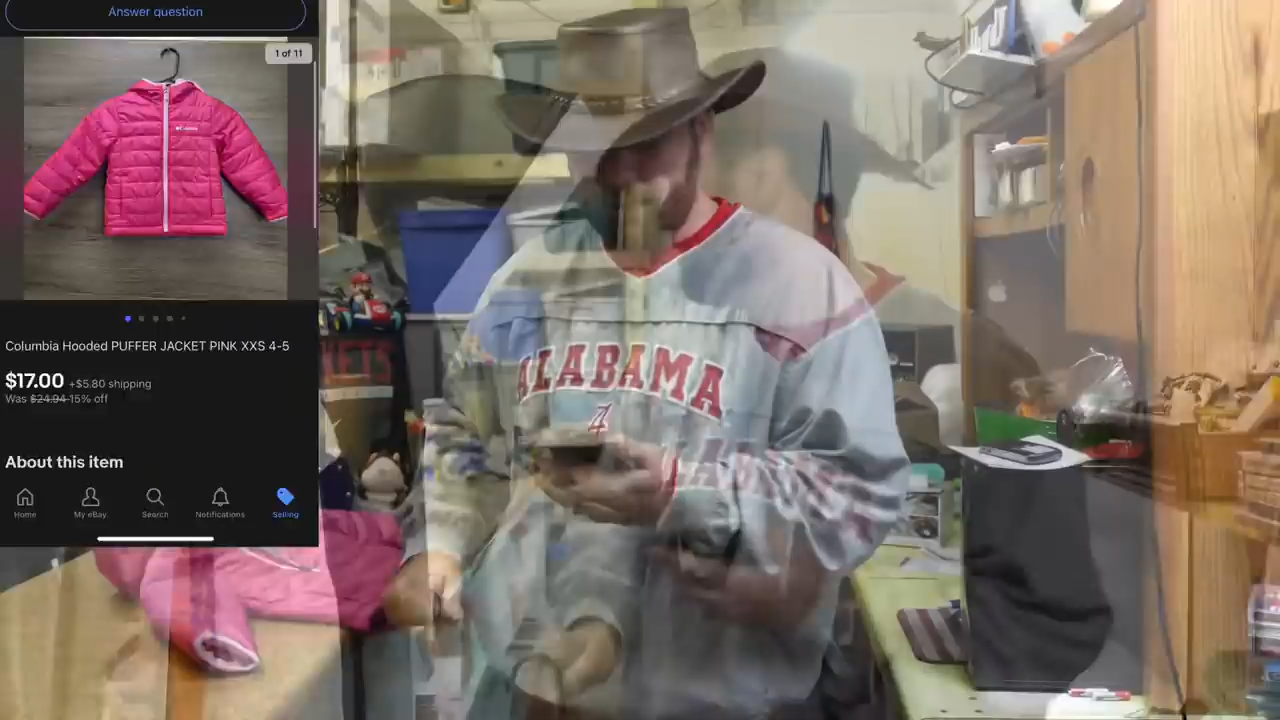 Answer question
1 of 11
Columbia
Columbia Hooded PUFFER JACKET PINK XXS 4-5
$17.00 +$5.80 shipping
Was $24.94 15% off
About this item
Home
My eBay
Search
Notifications
Selling
ALABAMA
4